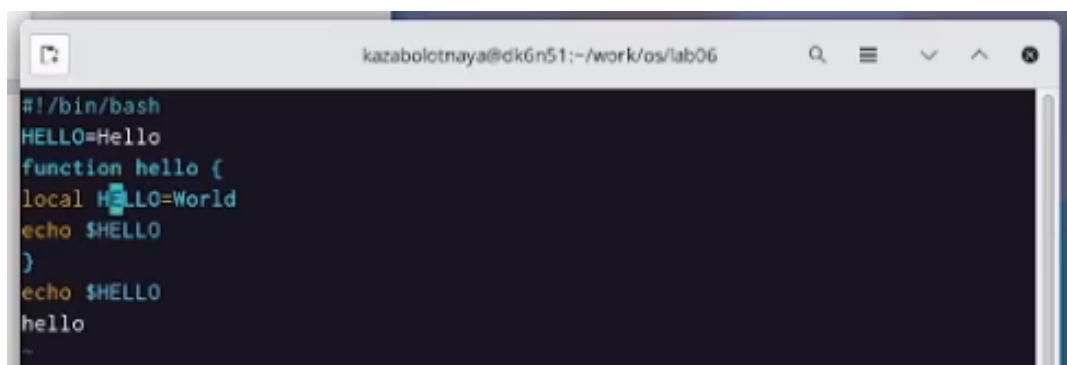 kazabolotnaya@dk6n51:~/work/os/lab06
#!/bin/bash
HELLO=Hello
function hello {
local HELLO=World
echo $HELLO
}
echo $HELLO
hello
~